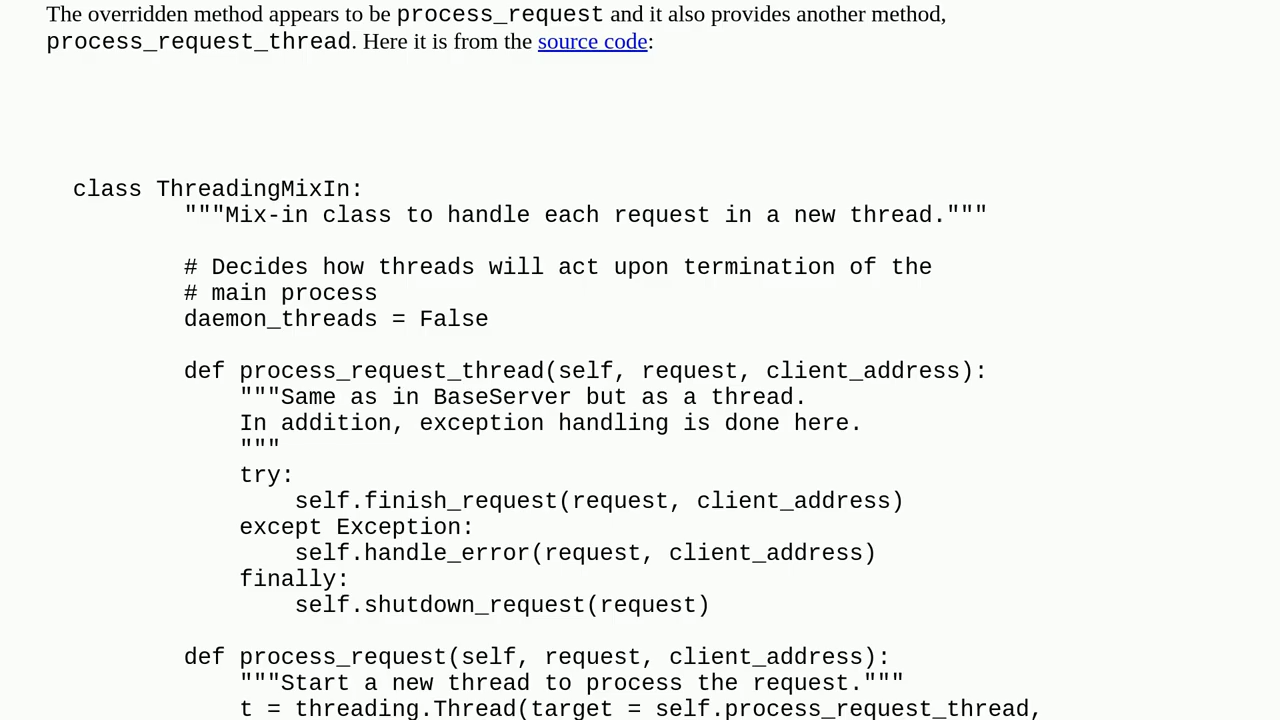 The overridden method appears to be process_request and it also provides another method,
process_request_thread. Here it is from the source code:
class ThreadingMixIn:
"""Mix-in class to handle each request in a new thread."""
# Decides how threads will act upon termination of the
# main process
daemon_threads = False
def process_request_thread(self, request, client_address):
"""Same as in BaseServer but as a thread.
In addition, exception handling is done here.
"""
try:
self.finish_request(request, client_address)
except Exception:
self.handle_error(request, client_address)
finally:
self.shutdown_request(request)
def process_request(self, request, client_address):
"""Start a new thread to process the request."""
t = threading.Thread(target = self.process_request_thread,